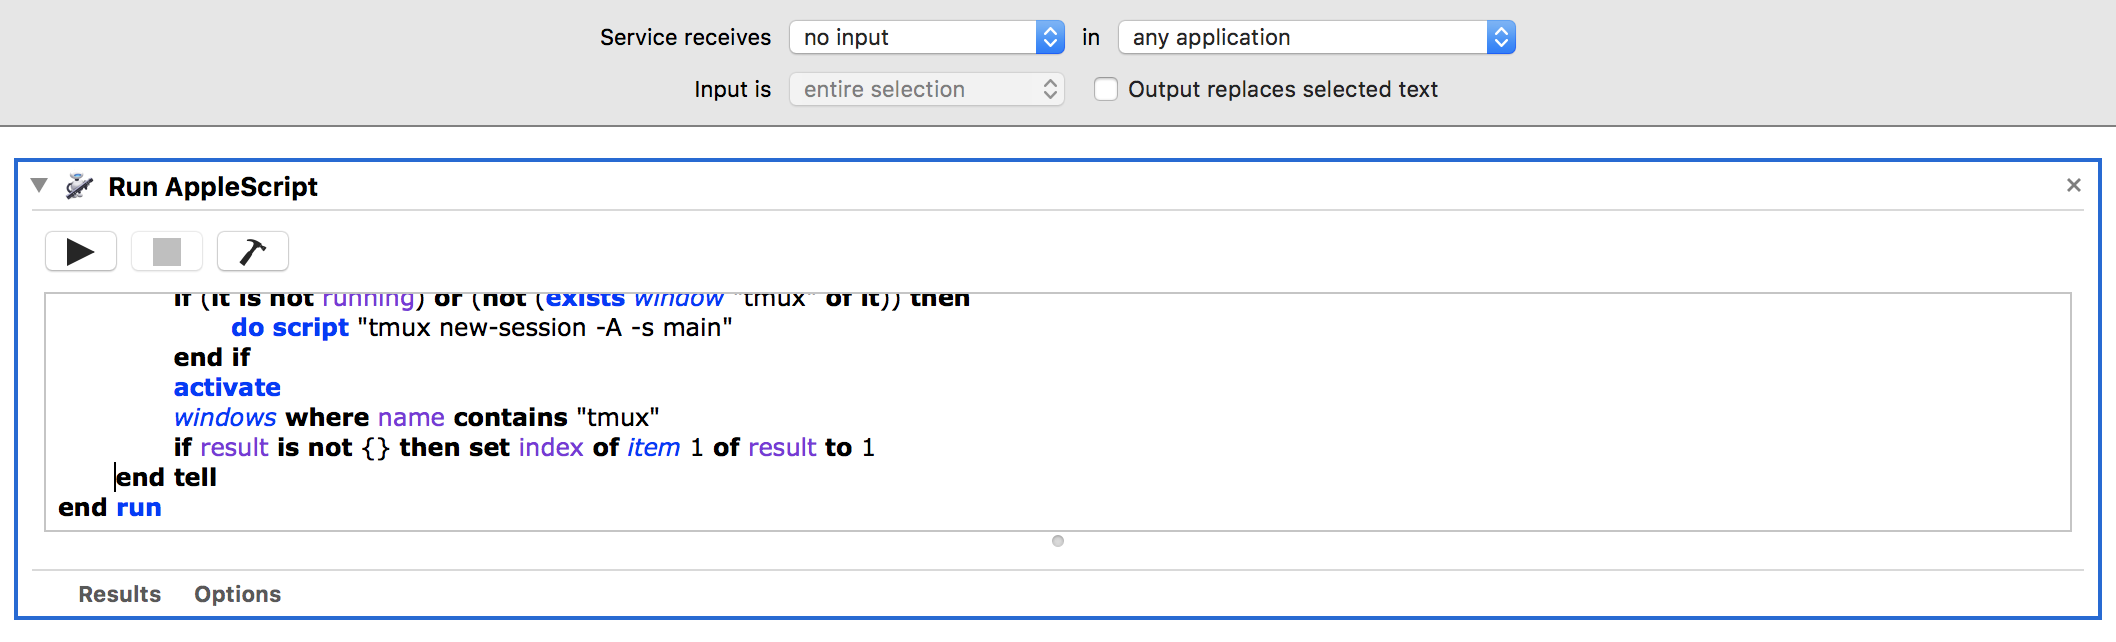 Service receives no input in any application
Input is entire selection Output replaces selected text
Run AppleScript
if (it is not running) or (not (exists window "tmux" of it)) then
do script "tmux new-session -A -s main"
end if
activate
windows where name contains "tmux"
if result is not {} then set index of item 1 of result to 1
end tell
end run
Results Options